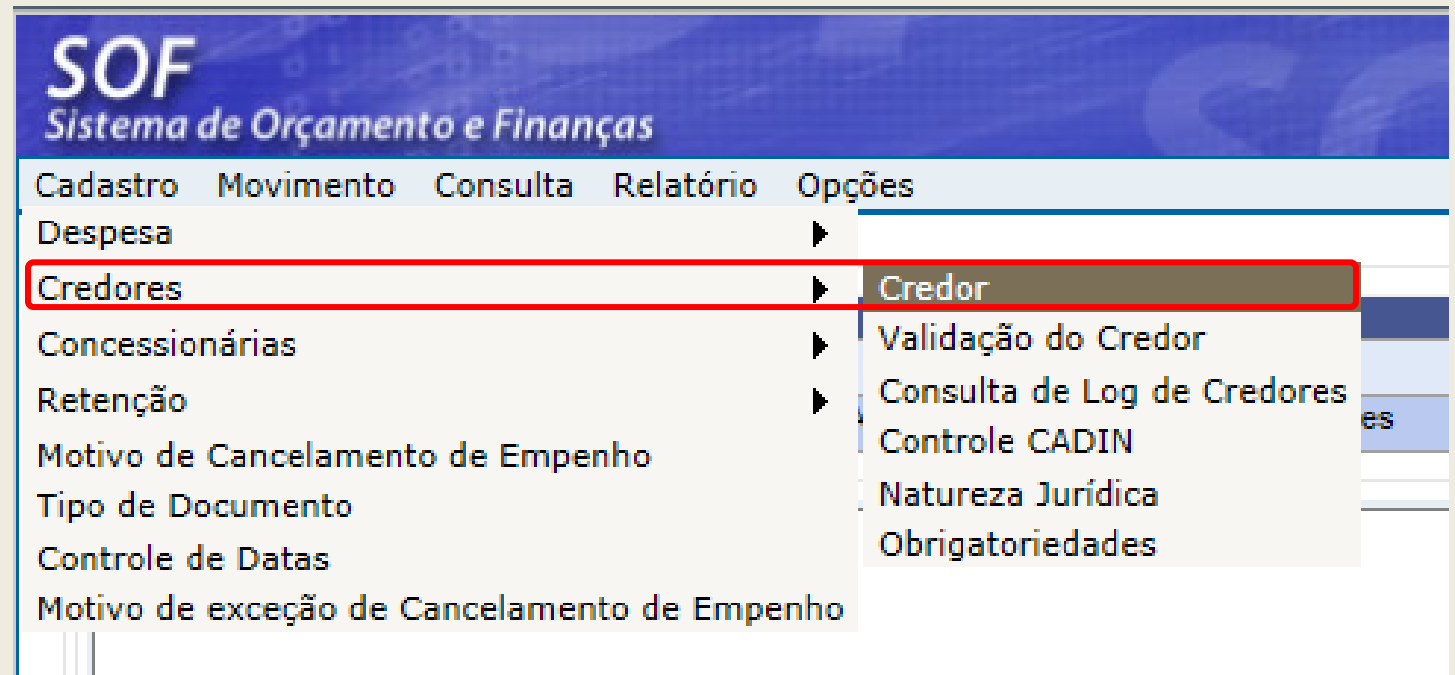 SOF
Sistema de Orçamento e Finanças
Cadastro Movimento Consulta Relatório Opções
Despesa
Credores
Concessionárias
Retenção
Motivo de Cancelamento de Empenho
Tipo de Documento
Controle de Datas
Motivo de exceção de Cancelamento de Empenho
Credor
Validação do Credor
Consulta de Log de Credores
Controle CADIN
Natureza Jurídica
Obrigatoriedades